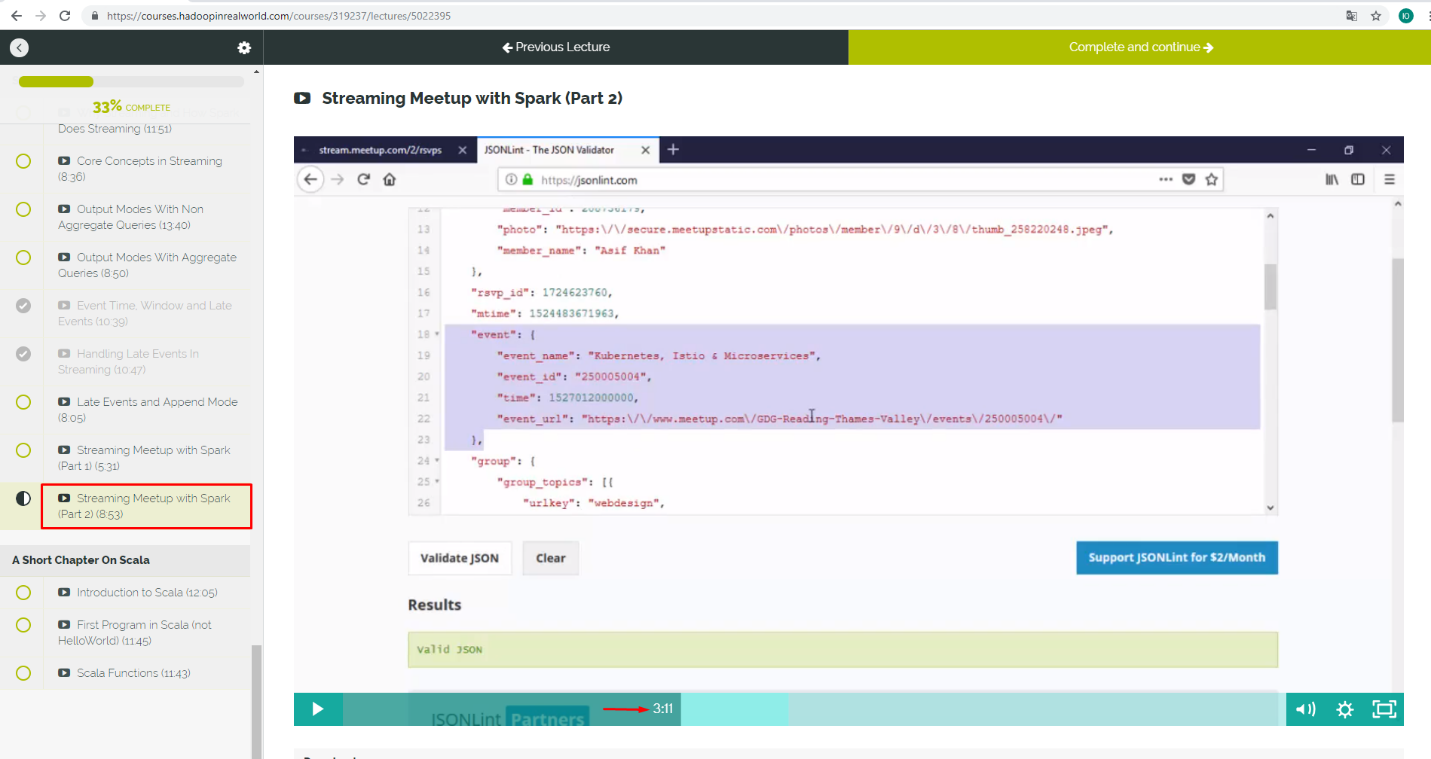 https://courses.hadoopinrealworld.com/courses/319237/lectures/5022395
IO
Previous Lecture
Complete and continue
33% COMPLETE
Does Streaming (11:51)
Core Concepts in Streaming
(8:36)
Output Modes With Non
Aggregate Queries (13:40)
Output Modes With Aggregate
Queries (8:50)
Event Time, Window and Late
Events (10:39)
Handling Late Events In
Streaming (10:47)
Late Events and Append Mode
(8:05)
Streaming Meetup with Spark
(Part 1) (5:31)
Streaming Meetup with Spark
(Part 2) (8:53)
A Short Chapter On Scala
Introduction to Scala (12:05)
First Program in Scala (not
HelloWorld) (11:45)
Scala Functions (11:43)
Streaming Meetup with Spark (Part 2)
stream.meetup.com/2/rsvps
JSONLint - The JSON Validator
https://jsonlint.com
13 "photo": "https:\/\/secure.meetupstatic.com\/photos\/member\/9\/d\/3\/8\/thumb_258220248.jpeg",
14 "member_name": "Asif Khan"
15 },
16 "rsvp_id": 1724623760,
17 "mtime": 1524483671963,
18 "event": {
19 "event_name": "Kubernetes, Istio & Microservices",
20 "event_id": "250005004",
21 "time": 1527012000000,
22 "event_url": "https:\/\/www.meetup.com\/GDG-Reading-Thames-Valley\/events\/250005004\/"
23 },
24 "group": {
25 "group_topics": [{
26 "urlkey": "webdesign",
Validate JSON
Clear
Support JSONLint for $2/Month
Results
Valid JSON
JSONLint Partners
3:11